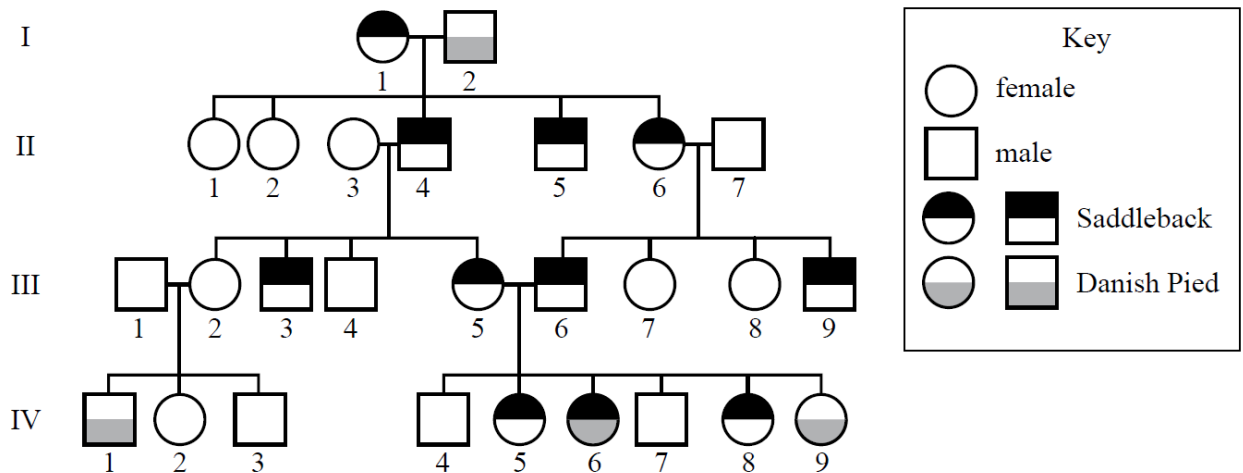 I
1 2
II
1 2 3 4 5 6 7
III
1 2 3 4 5 6 7 8 9
IV
1 2 3 4 5 6 7 8 9
Key
female
male
Saddleback
Danish Pied